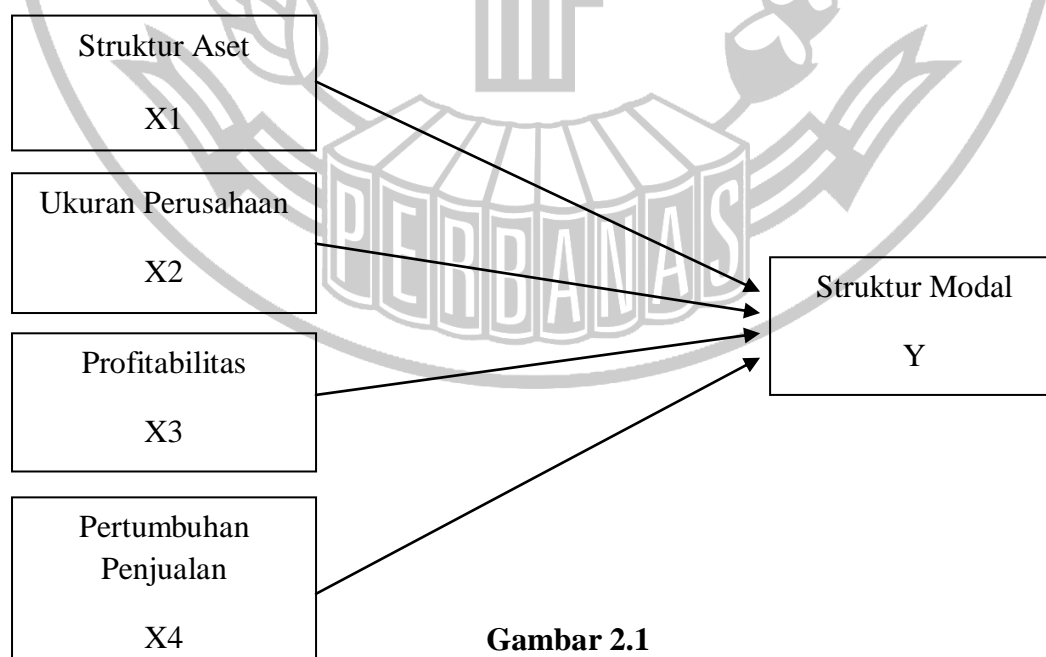 Struktur Aset
X1
Ukuran Perusahaan
X2
Profitabilitas
X3
Pertumbuhan
Penjualan
X4
Struktur Modal
Y
PERBANAS
Gambar 2.1